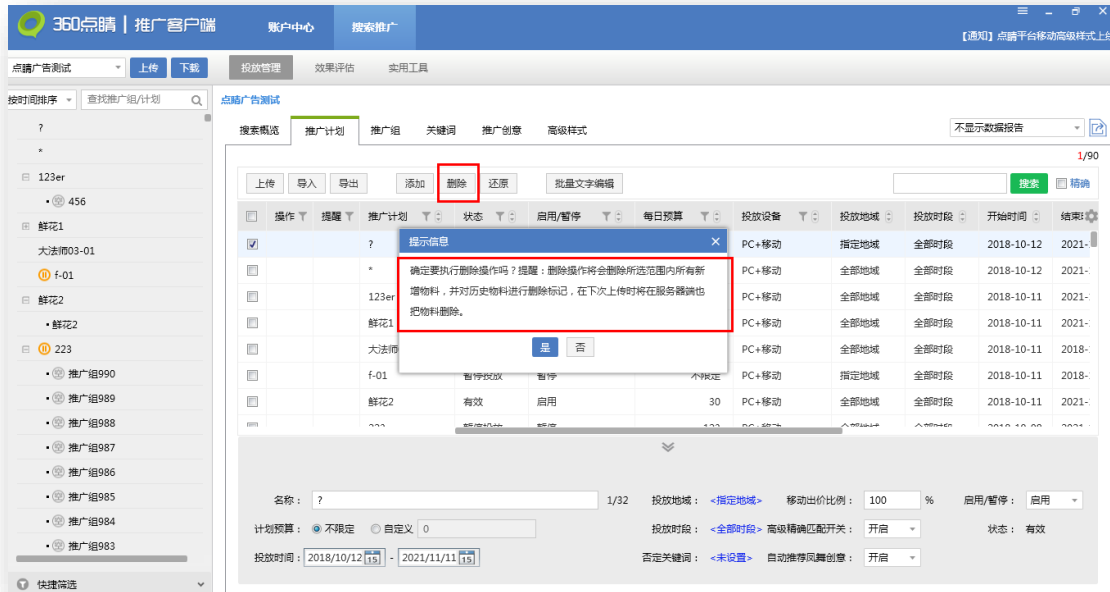 360点睛 | 推广客户端
账户中心
搜索推广
【通知】点睛平台移动高级样式上线
点睛广告测试
上传
下载
投放管理
效果评估
实用工具
按时间排序
查找推广组/计划
点睛广告测试
?
*
123er
456
鲜花1
大法师03-01
f-01
鲜花2
鲜花2
223
推广组990
推广组989
推广组988
推广组987
推广组986
推广组985
推广组984
推广组983
快捷筛选
搜索概览
推广计划
推广组
关键词
推广创意
高级样式
不显示数据报告
1/90
上传
导入
导出
添加
删除
还原
批量文字编辑
搜索
精确
操作 提醒 推广计划 状态 启用/暂停 每日预算 投放设备 投放地域 投放时段 开始时间 结束
? PC+移动 指定地域 全部时段 2018-10-12 2021-
* PC+移动 全部地域 全部时段 2018-10-12 2021-
123er PC+移动 全部地域 全部时段 2018-10-11 2021-
鲜花1 PC+移动 全部地域 全部时段 2018-10-11 2021-
大法师 PC+移动 全部地域 全部时段 2018-10-11 2018-
f-01 暂停投放 暂停 不限定 PC+移动 指定地域 全部时段 2018-10-11 2018-
鲜花2 有效 启用 30 PC+移动 全部地域 全部时段 2018-10-11 2021-
提示信息
确定要执行删除操作吗？提醒：删除操作将会删除所选范围内所有新
增物料，并对历史物料进行删除标记，在下次上传时将在服务器端也
把物料删除。
是
否
名称： ? 1/32 投放地域： <指定地域> 移动出价比例： 100 % 启用/暂停： 启用
计划预算： 不限定 自定义 0 投放时段： <全部时段> 高级精确匹配开关： 开启 状态： 有效
投放时间： 2018/10/12 15 - 2021/11/11 15 否定关键词： <未设置> 自动推荐凤舞创意： 开启